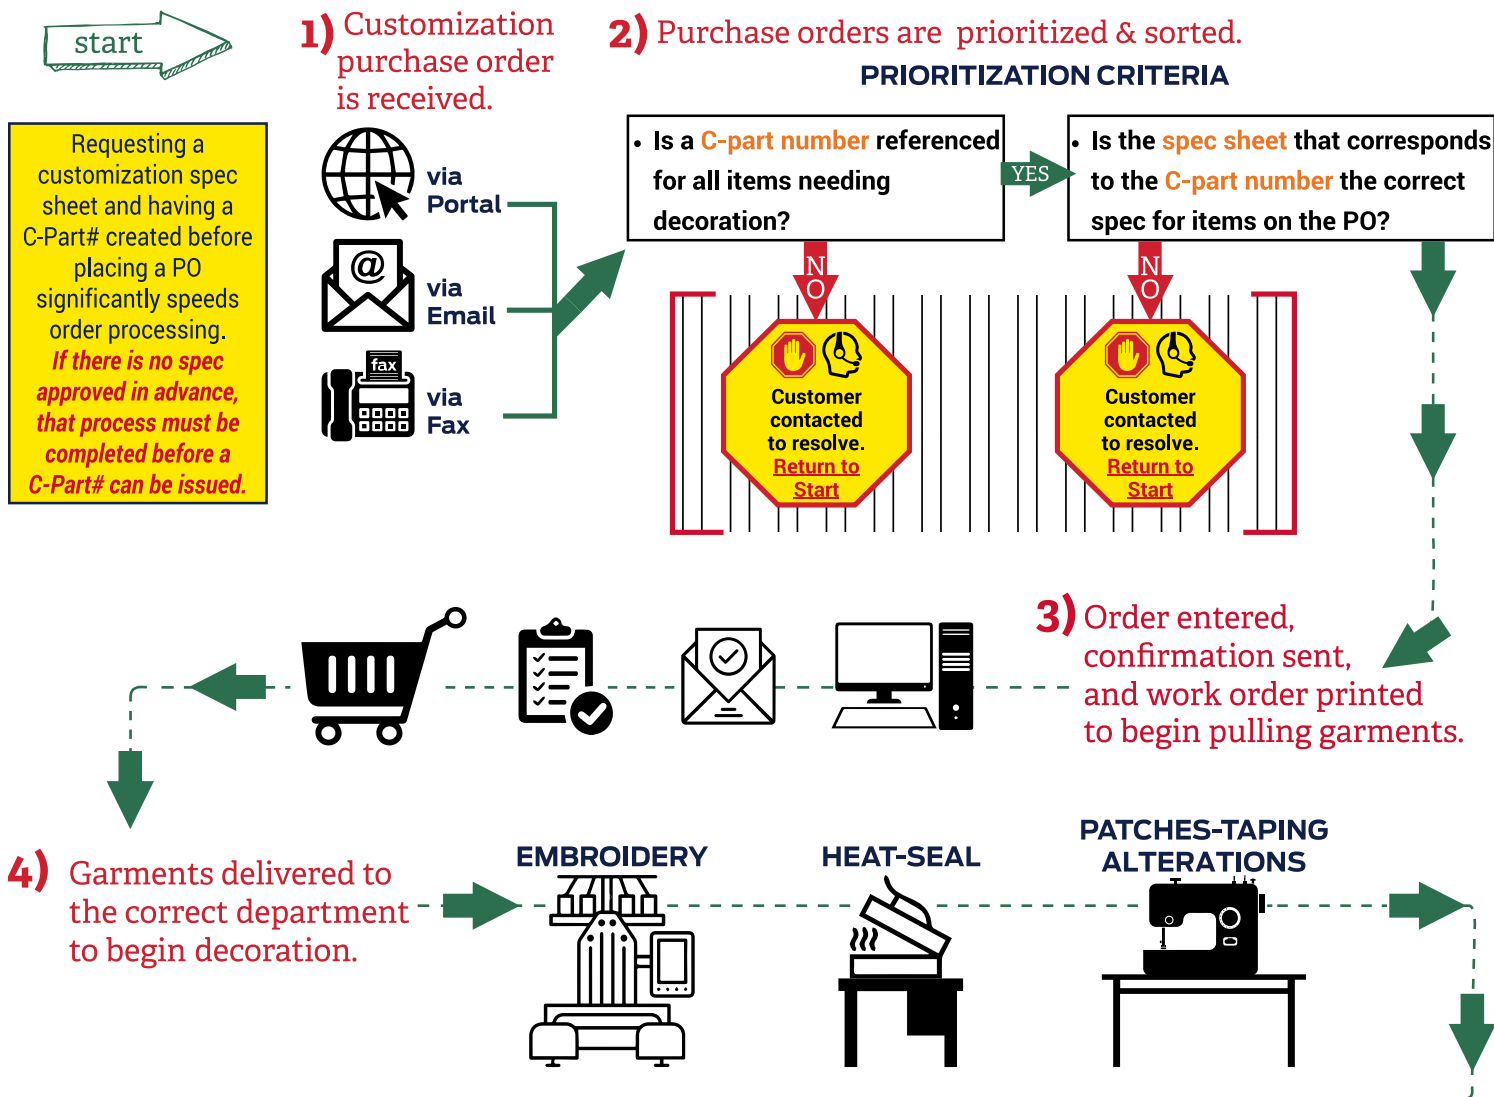 start
Requesting a
customization spec
sheet and having a
C-Part# created before
placing a PO
significantly speeds
order processing.
If there is no spec
approved in advance,
that process must be
completed before a
C-Part# can be issued.
1) Customization
purchase order
is received.
via
Portal
@
via
Email
fax
via
Fax
2) Purchase orders are prioritized & sorted.
PRIORITIZATION CRITERIA
• Is a C-part number referenced
for all items needing
decoration?
YES
• Is the spec sheet that corresponds
to the C-part number the correct
spec for items on the PO?
NO
Customer
contacted
to resolve.
Return to
Start
NO
Customer
contacted
to resolve.
Return to
Start
3) Order entered,
confirmation sent,
and work order printed
to begin pulling garments.
4) Garments delivered to
the correct department
to begin decoration.
EMBROIDERY
HEAT-SEAL
PATCHES-TAPING
ALTERATIONS